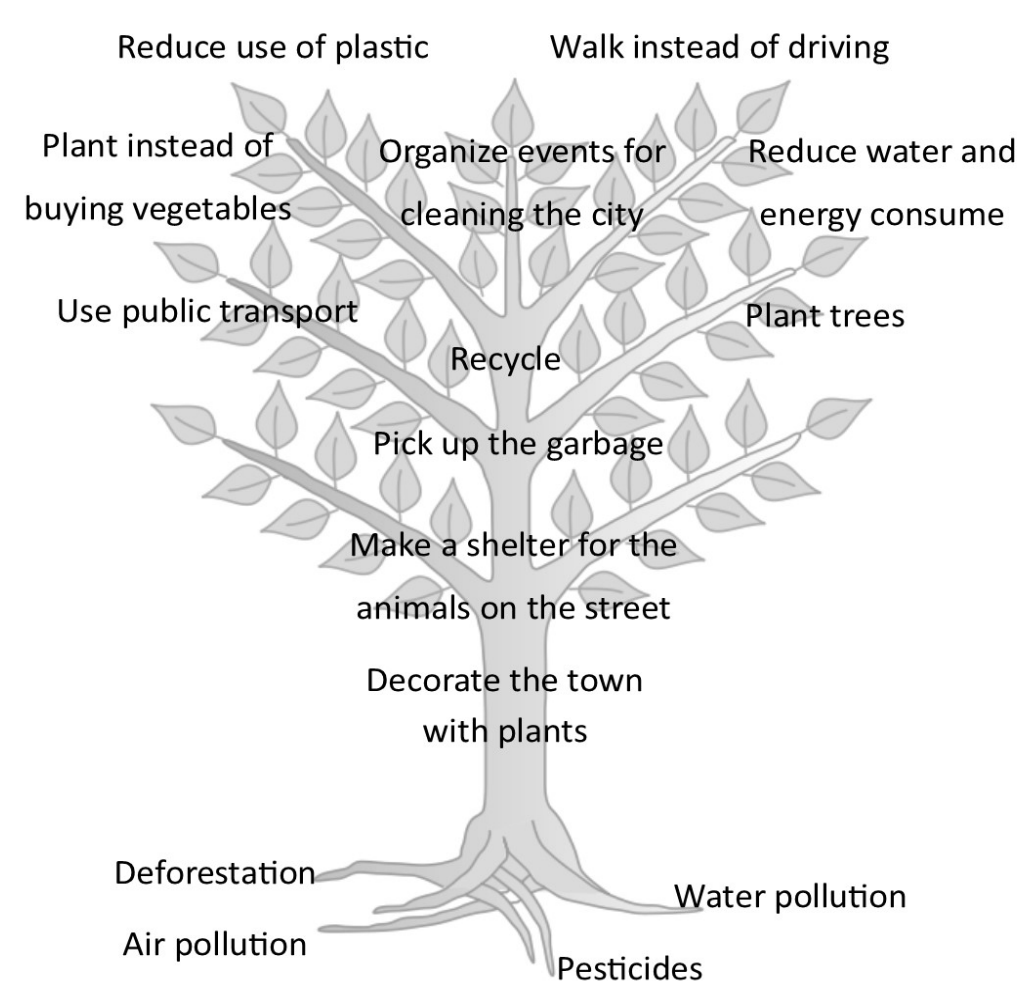 Reduce use of plastic
Walk instead of driving
Plant instead of
buying vegetables
Organize events for
cleaning the city
Reduce water and
energy consume
Use public transport
Plant trees
Recycle
Pick up the garbage
Make a shelter for the
animals on the street
Decorate the town
with plants
Deforestation
Water pollution
Air pollution
Pesticides